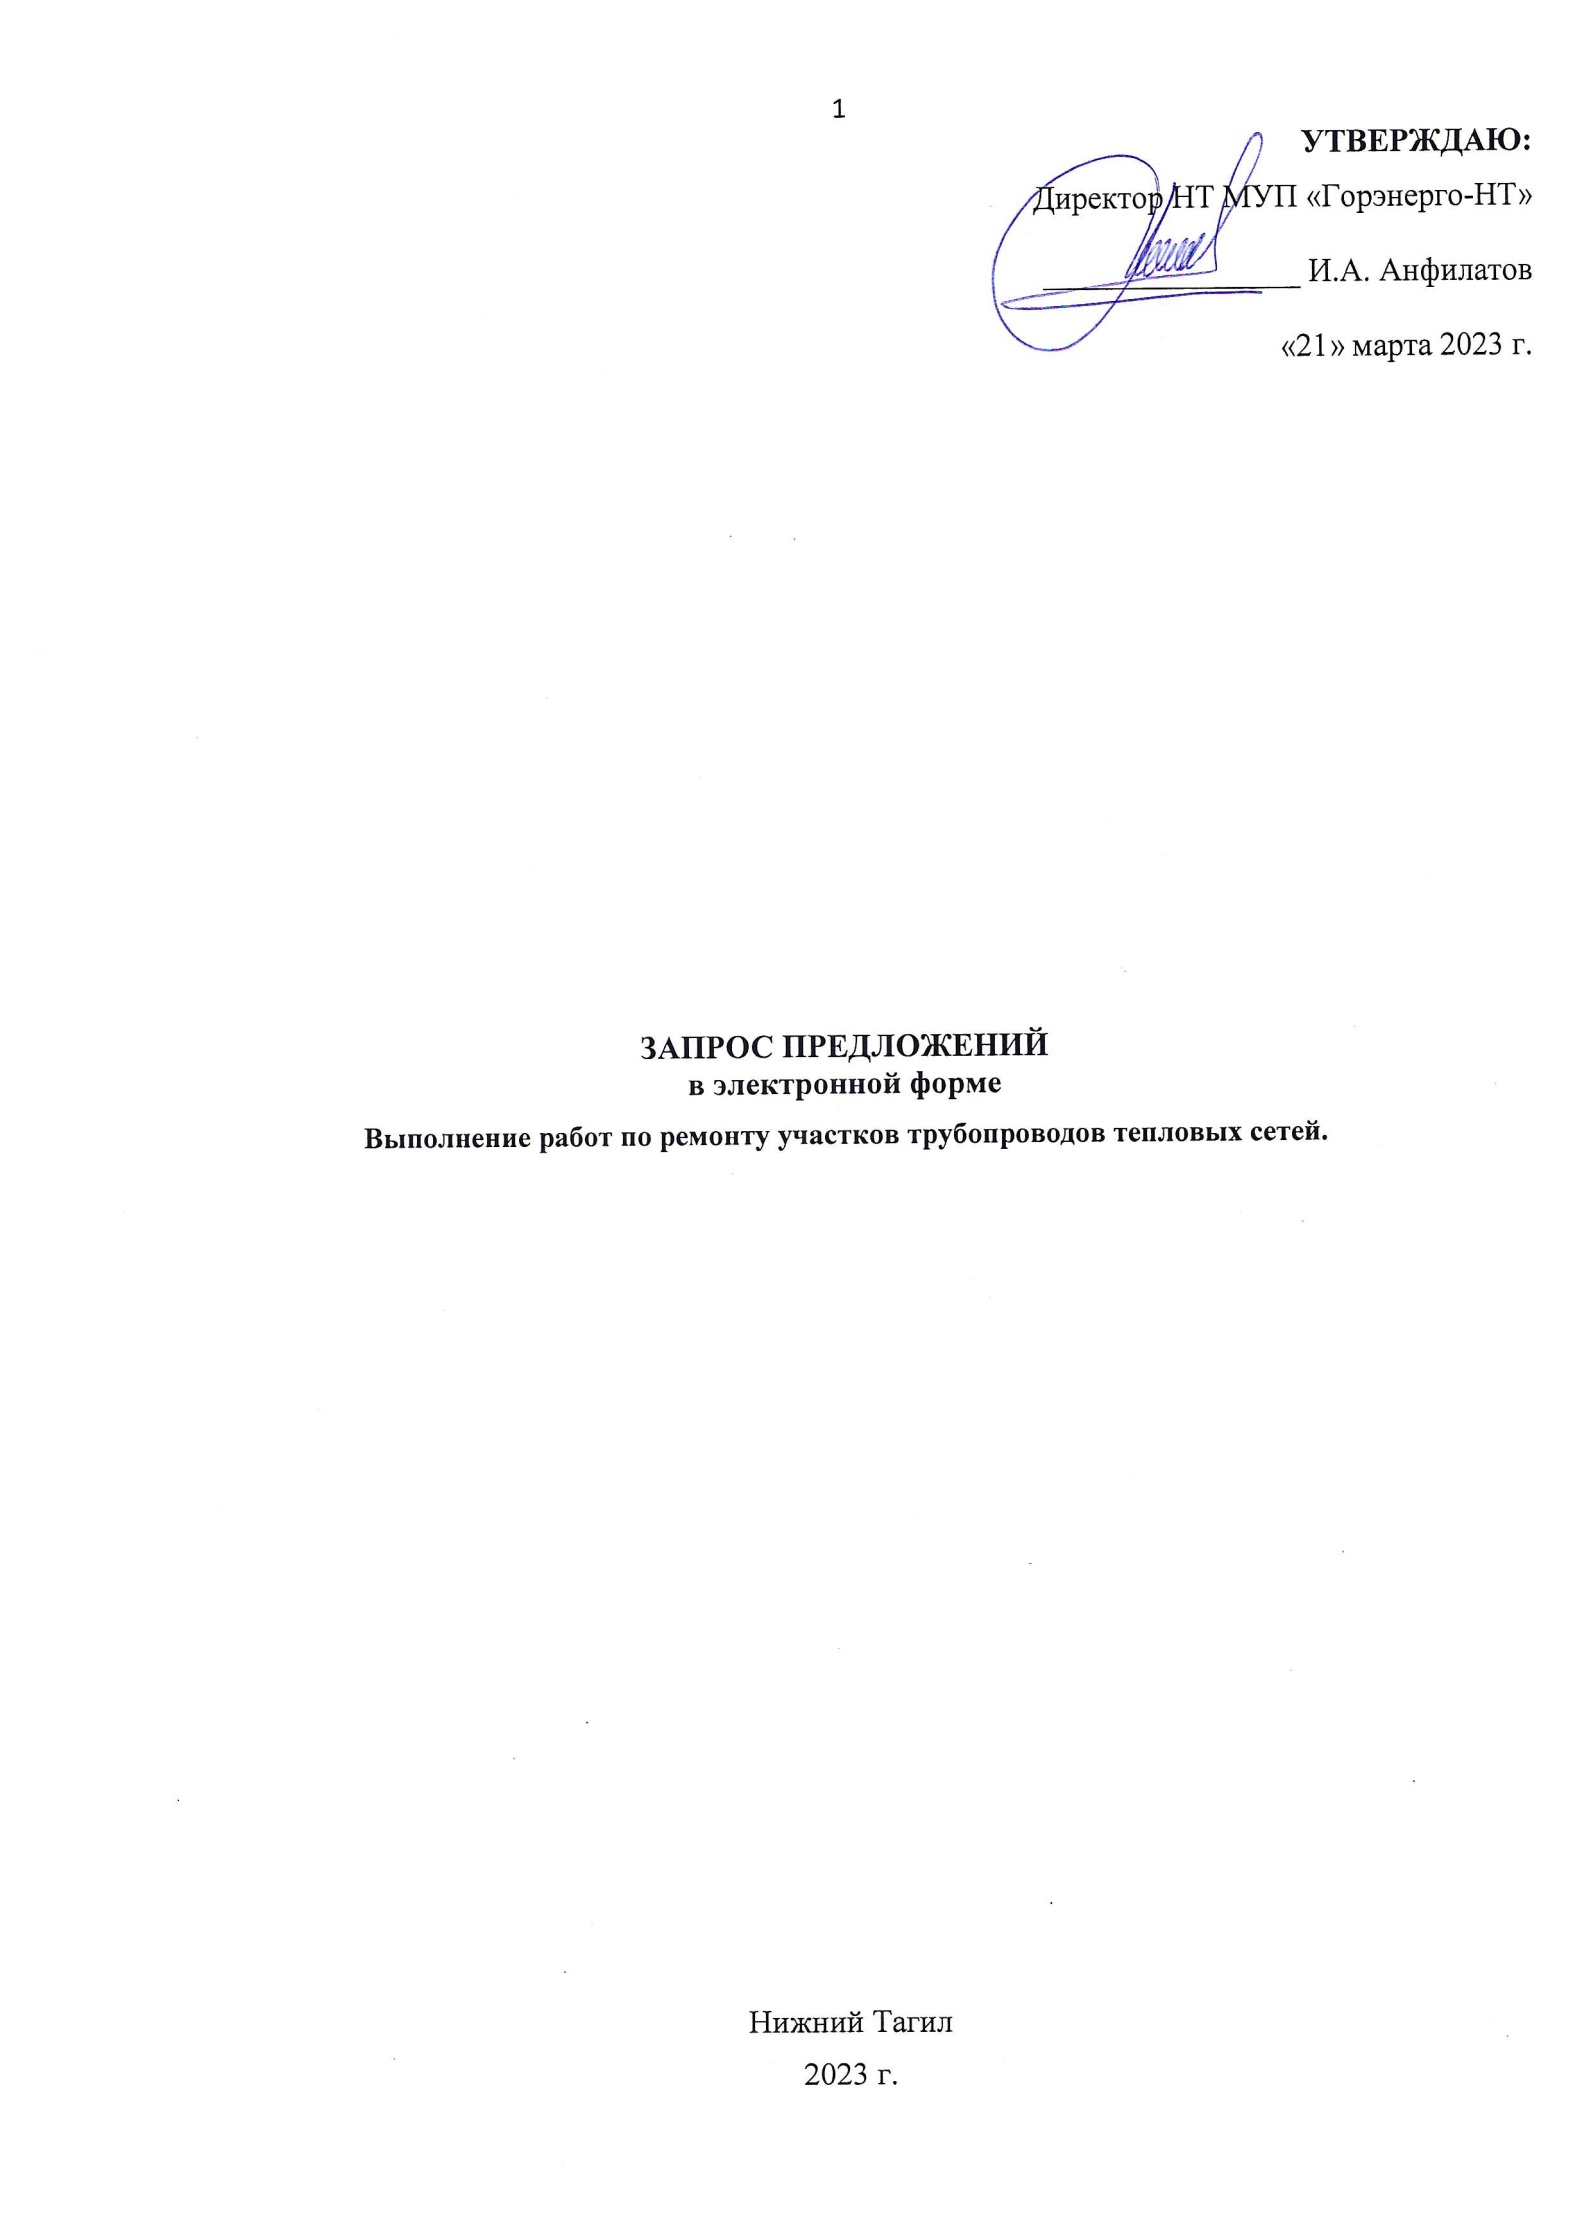 1
УТВЕРЖДАЮ:
Директор НТ МУП «Горэнерго-НТ»
И.А. Анфилатов
«21» марта 2023 г.
ЗАПРОС ПРЕДЛОЖЕНИЙ
в электронной форме
Выполнение работ по ремонту участков трубопроводов тепловых сетей.
Нижний Тагил
2023 г.